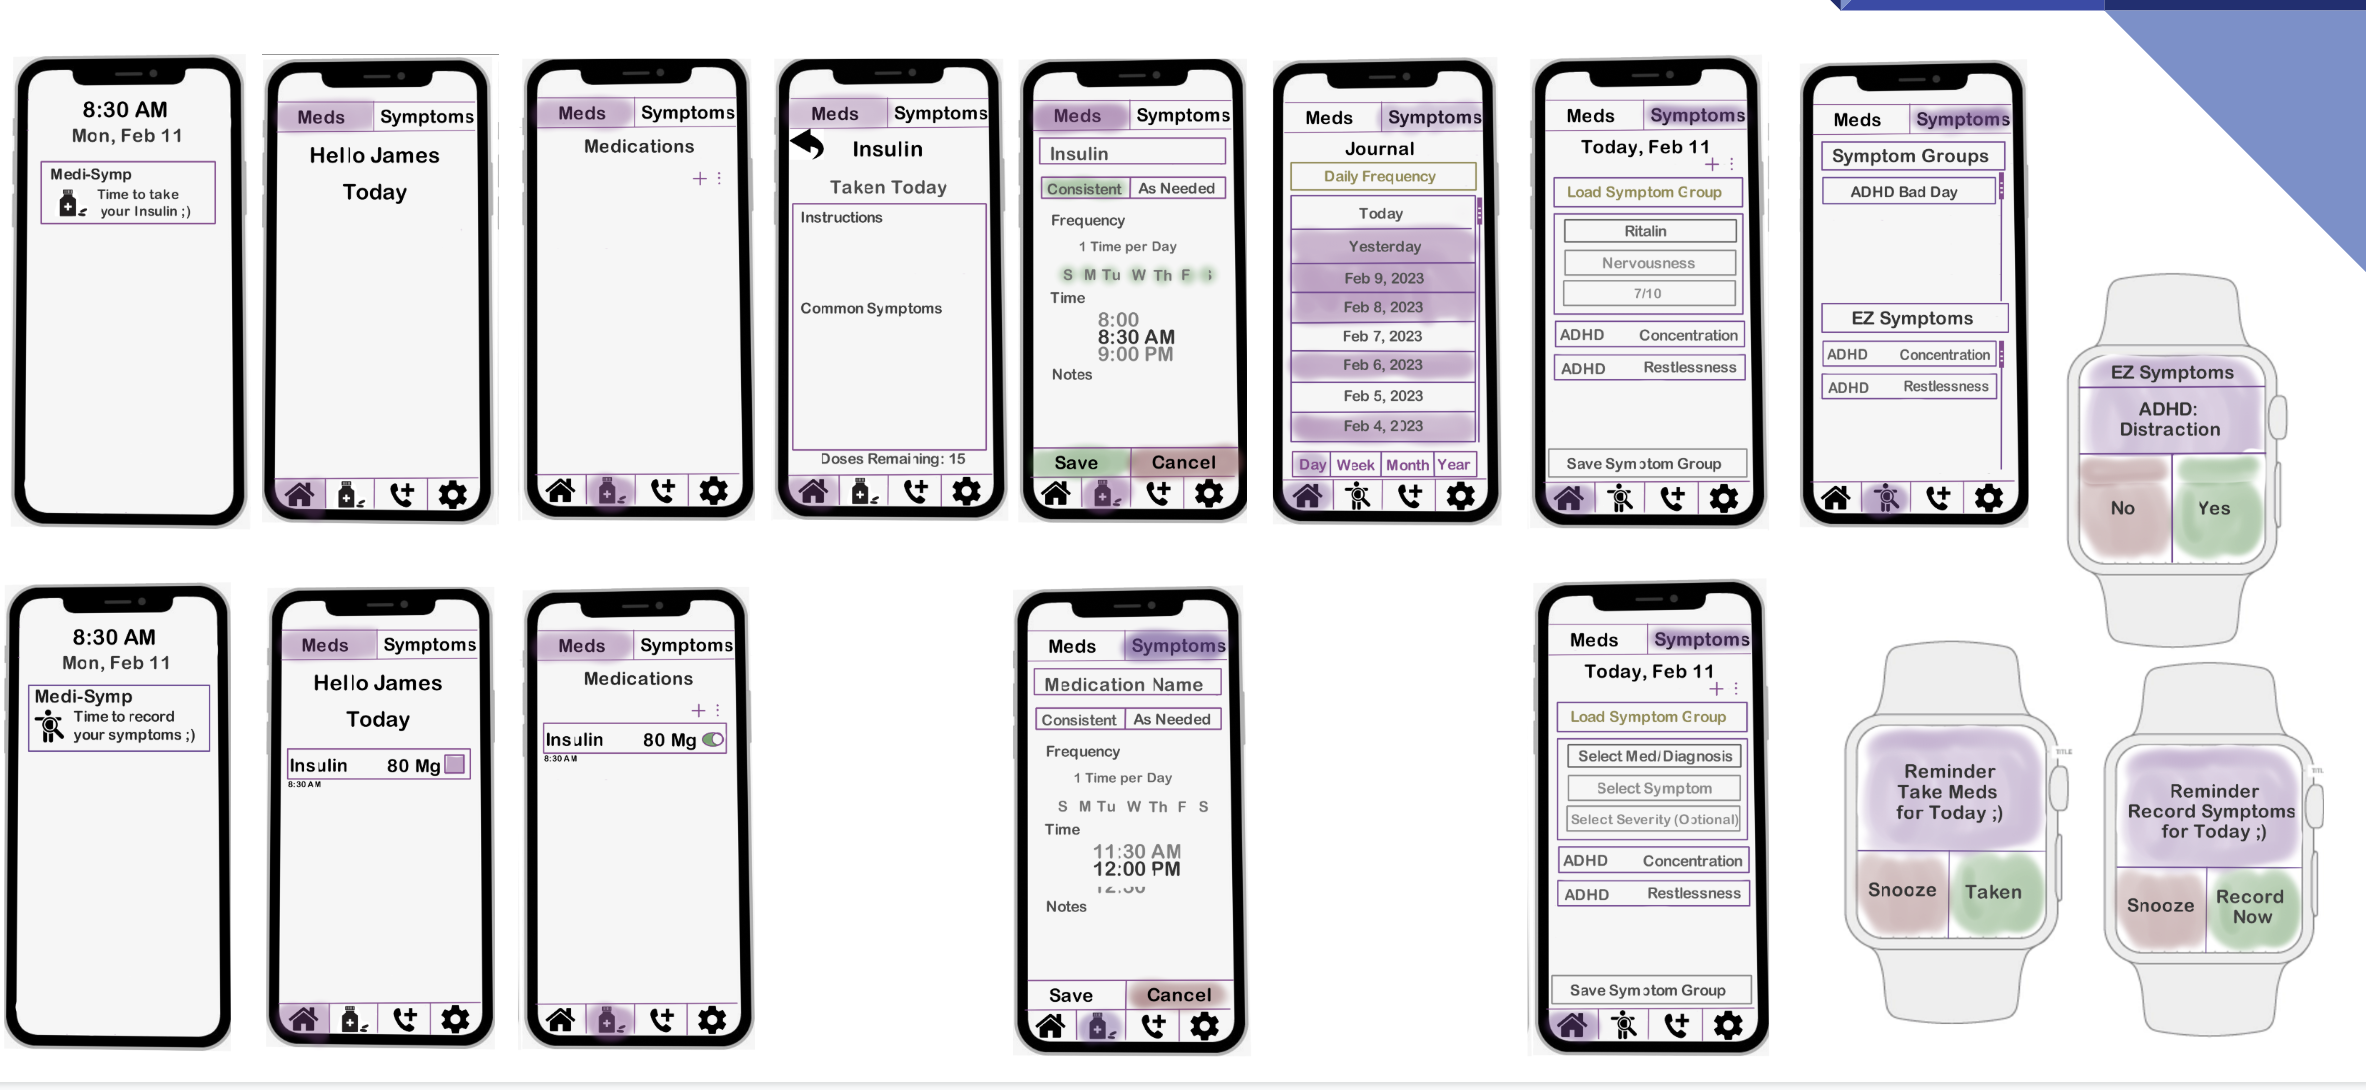 8:30 AM
Mon, Feb 11
Medi-Symp
Time to take
your Insulin ;)
Meds Symptoms
Hello James
Today
Meds Symptoms
Medications
+ ⋮
Meds Symptoms
Insulin
Taken Today
Instructions
Common Symptoms
Doses Remaining: 15
Meds Symptoms
Insulin
Consistent As Needed
Frequency
1 Time per Day
S M Tu W Th F S
Time
8:00
8:30 AM
9:00 PM
Notes
Save Cancel
Meds Symptoms
Journal
Daily Frequency
Today
Yesterday
Feb 9, 2023
Feb 8, 2023
Feb 7, 2023
Feb 6, 2023
Feb 5, 2023
Feb 4, 2023
Day Week Month Year
Meds Symptoms
Today, Feb 11
+ ⋮
Load Symptom Group
Ritalin
Nervousness
7/10
ADHD Concentration
ADHD Restlessness
Save Symptom Group
Meds Symptoms
Symptom Groups
ADHD Bad Day
EZ Symptoms
ADHD Concentration
ADHD Restlessness
EZ Symptoms
ADHD:
Distraction
No Yes
8:30 AM
Mon, Feb 11
Medi-Symp
Time to record
your symptoms ;)
Meds Symptoms
Hello James
Today
Insulin 80 Mg
8:30 AM
Meds Symptoms
Medications
+ ⋮
Insulin 80 Mg
8:30 AM
Meds Symptoms
Medication Name
Consistent As Needed
Frequency
1 Time per Day
S M Tu W Th F S
Time
11:30 AM
12:00 PM
12:30
Notes
Save Cancel
Meds Symptoms
Today, Feb 11
+ ⋮
Load Symptom Group
Select Med/Diagnosis
Select Symptom
Select Severity (Optional)
ADHD Concentration
ADHD Restlessness
Save Symptom Group
Reminder
Take Meds
for Today ;)
Snooze Taken
TITLE
Reminder
Record Symptoms
for Today ;)
Snooze Record
Now